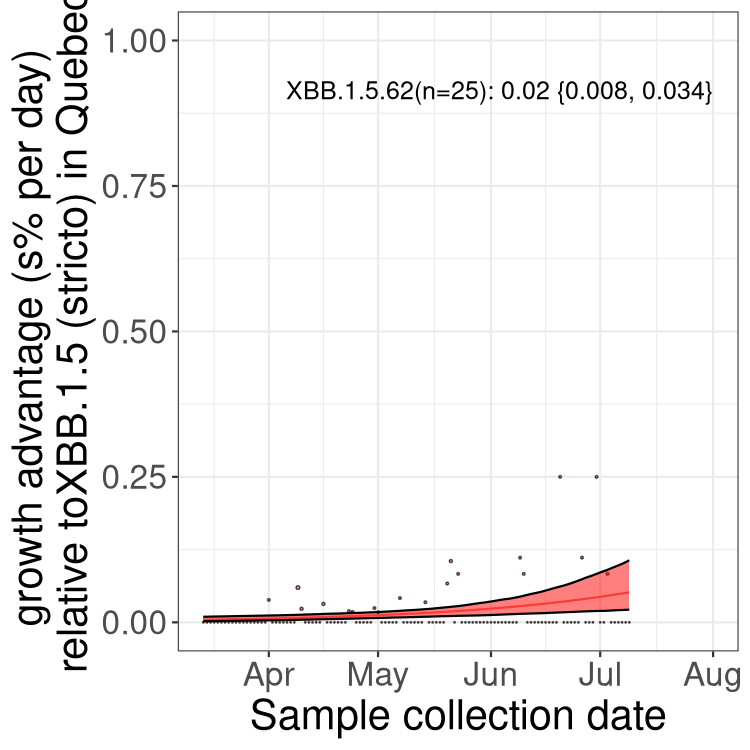 growth advantage (s% per day)
relative toXBB.1.5 (stricto) in Quebec
1.00
0.75
0.50
0.25
0.00
XBB.1.5.62(n=25): 0.02 {0.008, 0.034}
Apr May Jun Jul Aug
Sample collection date